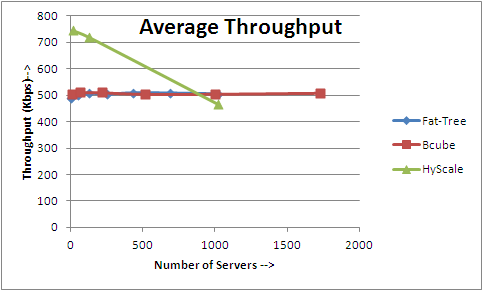 Average Throughput
Throughput (Kbps)-->
800
700
600
500
400
300
200
100
0
0 500 1000 1500 2000
Number of Servers -->
Fat-Tree
Bcube
HyScale